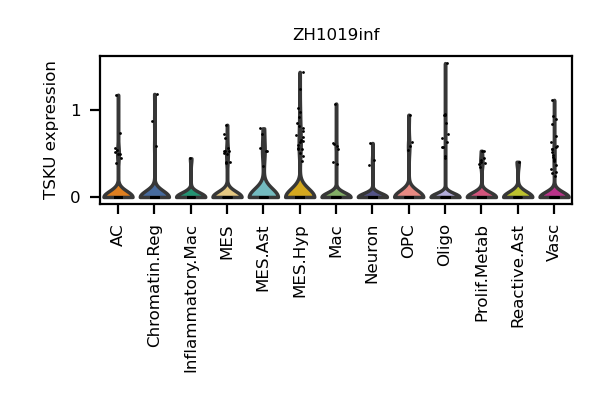 ZH1019inf
TSKU expression
1
0
AC
Chromatin.Reg
Inflammatory.Mac
MES
MES.Ast
MES.Hyp
Mac
Neuron
OPC
Oligo
Prolif.Metab
Reactive.Ast
Vasc